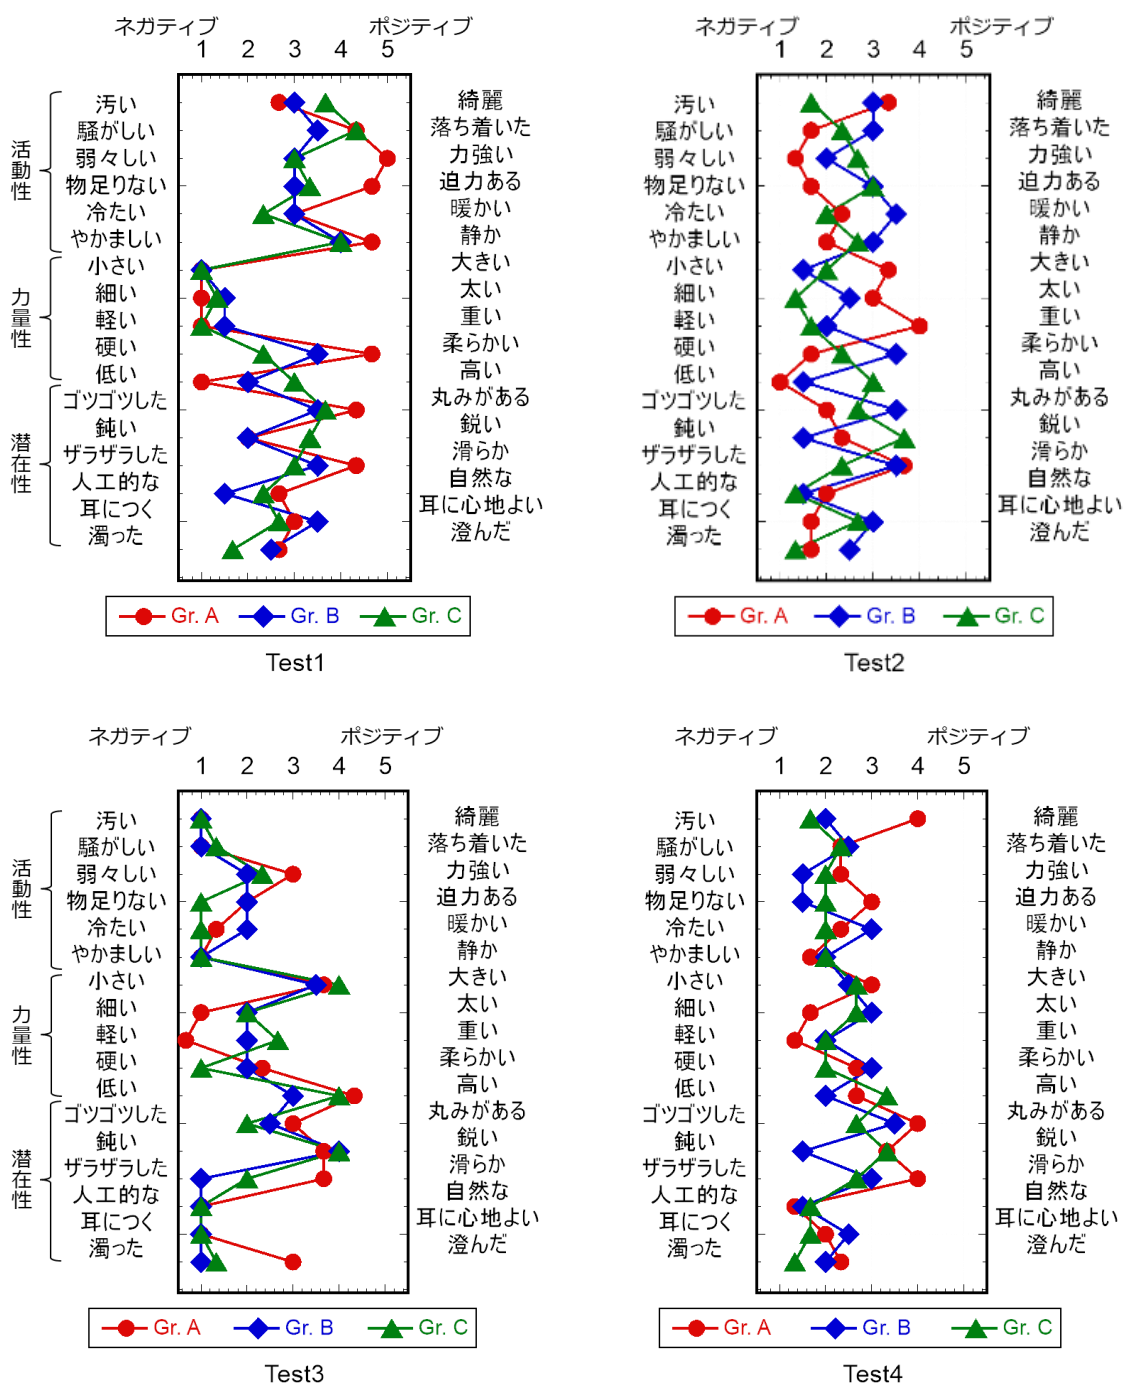 ネガティブ ポジティブ
1 2 3 4 5
活動性
汚い 綺麗
騒がしい 落ち着いた
弱々しい 力強い
物足りない 迫力ある
冷たい 暖かい
やかましい 静か
力量性
小さい 大きい
細い 太い
軽い 重い
硬い 柔らかい
低い 高い
潜在性
ゴツゴツした 丸みがある
鈍い 鋭い
ザラザラした 滑らか
人工的な 自然な
耳につく 耳に心地よい
濁った 澄んだ
Gr. A Gr. B Gr. C
Test1
ネガティブ ポジティブ
1 2 3 4 5
汚い 綺麗
騒がしい 落ち着いた
弱々しい 力強い
物足りない 迫力ある
冷たい 暖かい
やかましい 静か
小さい 大きい
細い 太い
軽い 重い
硬い 柔らかい
低い 高い
ゴツゴツした 丸みがある
鈍い 鋭い
ザラザラした 滑らか
人工的な 自然な
耳につく 耳に心地よい
濁った 澄んだ
Gr. A Gr. B Gr. C
Test2
ネガティブ ポジティブ
1 2 3 4 5
活動性
汚い 綺麗
騒がしい 落ち着いた
弱々しい 力強い
物足りない 迫力ある
冷たい 暖かい
やかましい 静か
力量性
小さい 大きい
細い 太い
軽い 重い
硬い 柔らかい
低い 高い
潜在性
ゴツゴツした 丸みがある
鈍い 鋭い
ザラザラした 滑らか
人工的な 自然な
耳につく 耳に心地よい
濁った 澄んだ
Gr. A Gr. B Gr. C
Test3
ネガティブ ポジティブ
1 2 3 4 5
汚い 綺麗
騒がしい 落ち着いた
弱々しい 力強い
物足りない 迫力ある
冷たい 暖かい
やかましい 静か
小さい 大きい
細い 太い
軽い 重い
硬い 柔らかい
低い 高い
ゴツゴツした 丸みがある
鈍い 鋭い
ザラザラした 滑らか
人工的な 自然な
耳につく 耳に心地よい
濁った 澄んだ
Gr. A Gr. B Gr. C
Test4